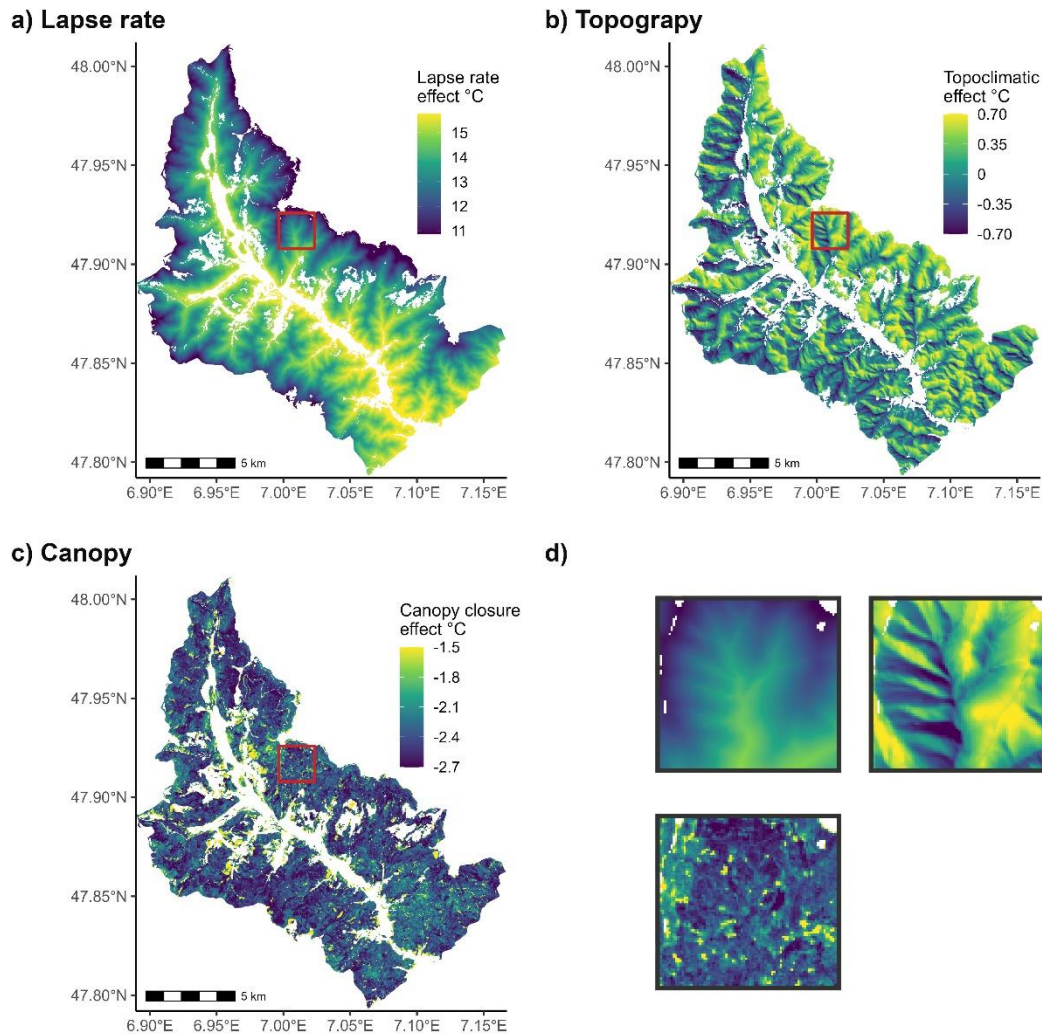 a) Lapse rate
48.00°N
47.95°N
47.90°N
47.85°N
47.80°N
Lapse rate
effect °C
15
14
13
12
11
5 km
6.90°E 6.95°E 7.00°E 7.05°E 7.10°E 7.15°E
b) Topograpy
48.00°N
47.95°N
47.90°N
47.85°N
47.80°N
Topoclimatic
effect °C
0.70
0.35
0
-0.35
-0.70
5 km
6.90°E 6.95°E 7.00°E 7.05°E 7.10°E 7.15°E
c) Canopy
48.00°N
47.95°N
47.90°N
47.85°N
47.80°N
Canopy closure
effect °C
-1.5
-1.8
-2.1
-2.4
-2.7
5 km
6.90°E 6.95°E 7.00°E 7.05°E 7.10°E 7.15°E
d)